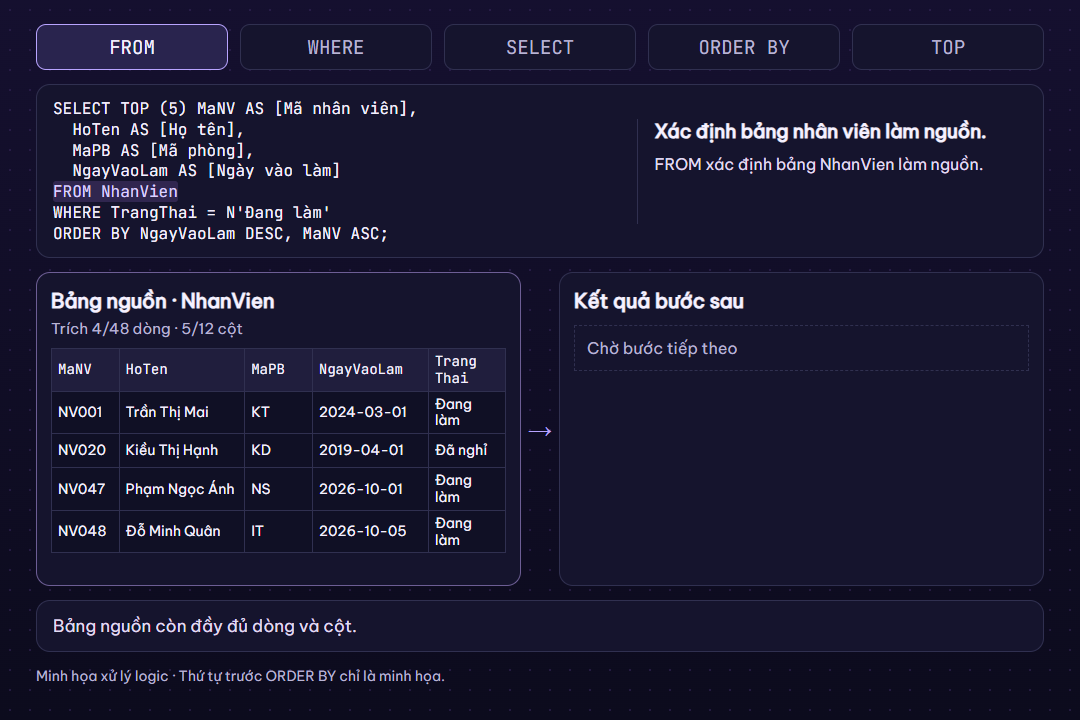 FROM
WHERE
SELECT
ORDER BY
TOP
SELECT TOP (5) MaNV AS [Mã nhân viên],
HoTen AS [Họ tên],
MaPB AS [Mã phòng],
NgayVaoLam AS [Ngày vào làm]
FROM NhanVien
WHERE TrangThai = N'Đang làm'
ORDER BY NgayVaoLam DESC, MaNV ASC;
Xác định bảng nhân viên làm nguồn.
FROM xác định bảng NhanVien làm nguồn.
Bảng nguồn · NhanVien
Trích 4/48 dòng · 5/12 cột
MaNV HoTen MaPB NgayVaoLam Trang Thai
NV001 Trần Thị Mai KT 2024-03-01 Đang làm
NV020 Kiều Thị Hạnh KD 2019-04-01 Đã nghỉ
NV047 Phạm Ngọc Ánh NS 2026-10-01 Đang làm
NV048 Đỗ Minh Quân IT 2026-10-05 Đang làm
→
Kết quả bước sau
Chờ bước tiếp theo
Bảng nguồn còn đầy đủ dòng và cột.
Minh họa xử lý logic · Thứ tự trước ORDER BY chỉ là minh họa.